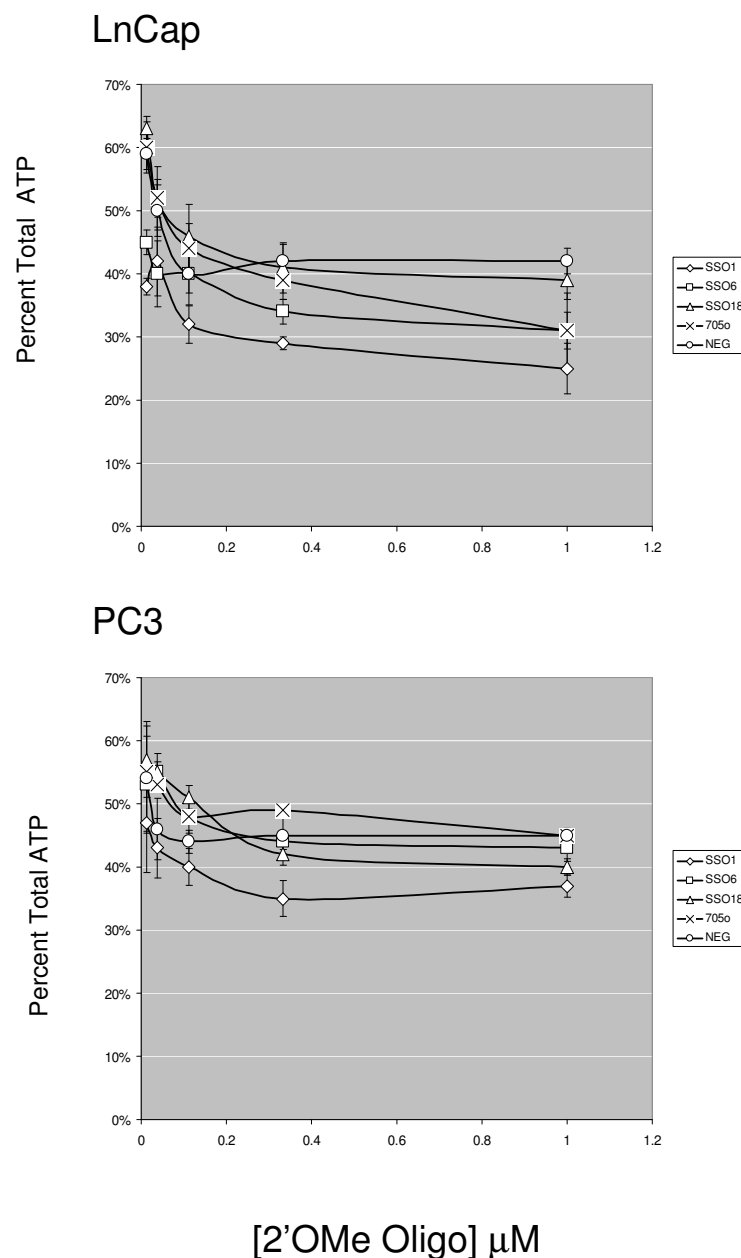 LnCap
Percent Total ATP
70%
60%
50%
40%
30%
20%
10%
0%
0 0.2 0.4 0.6 0.8 1 1.2
SSO1
SSO6
SSO18
705o
NEG
PC3
Percent Total ATP
70%
60%
50%
40%
30%
20%
10%
0%
0 0.2 0.4 0.6 0.8 1 1.2
SSO1
SSO6
SSO18
705o
NEG
[2'OMe Oligo] μM